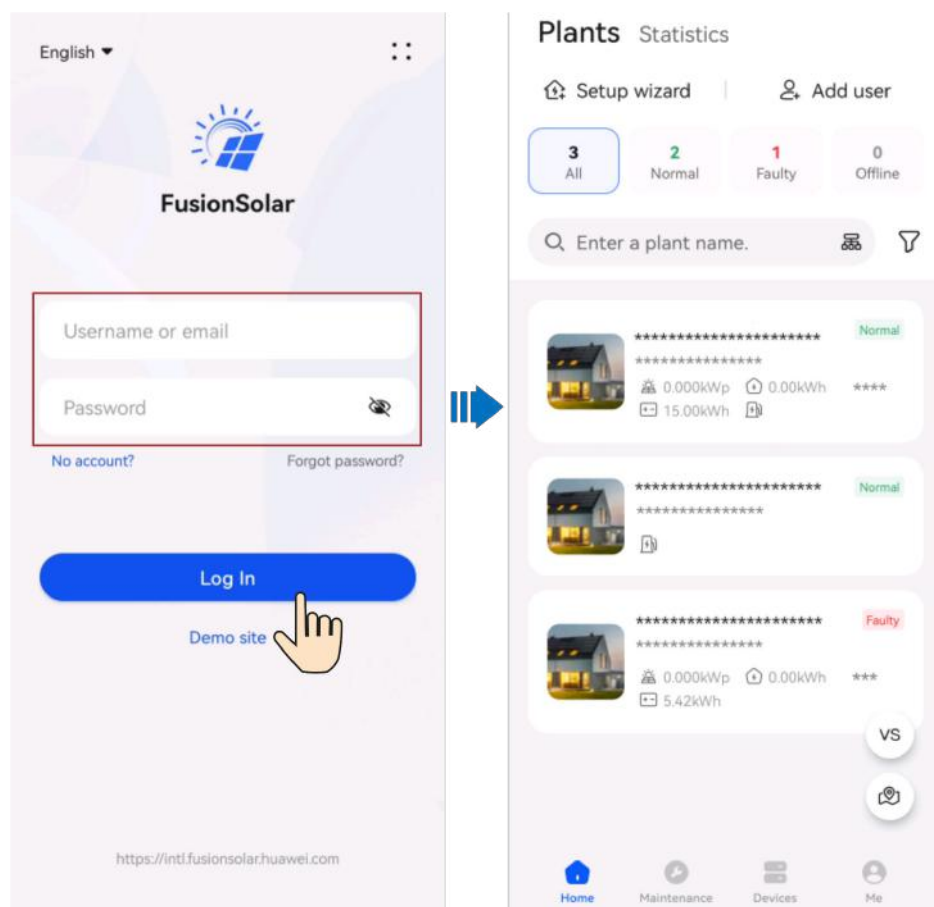 English
FusionSolar
Username or email
Password
No account? Forgot password?
Log In
Demo site
https://intl.fusionsolar.huawei.com
Plants Statistics
Setup wizard Add user
3 2 1 0
All Normal Faulty Offline
Enter a plant name.
********************** Normal
***************
0.000kWp 0.00kWh ****
15.00kWh
********************** Normal
***************
********************** Faulty
***************
0.000kWp 0.00kWh ***
5.42kWh
VS
Home Maintenance Devices Me